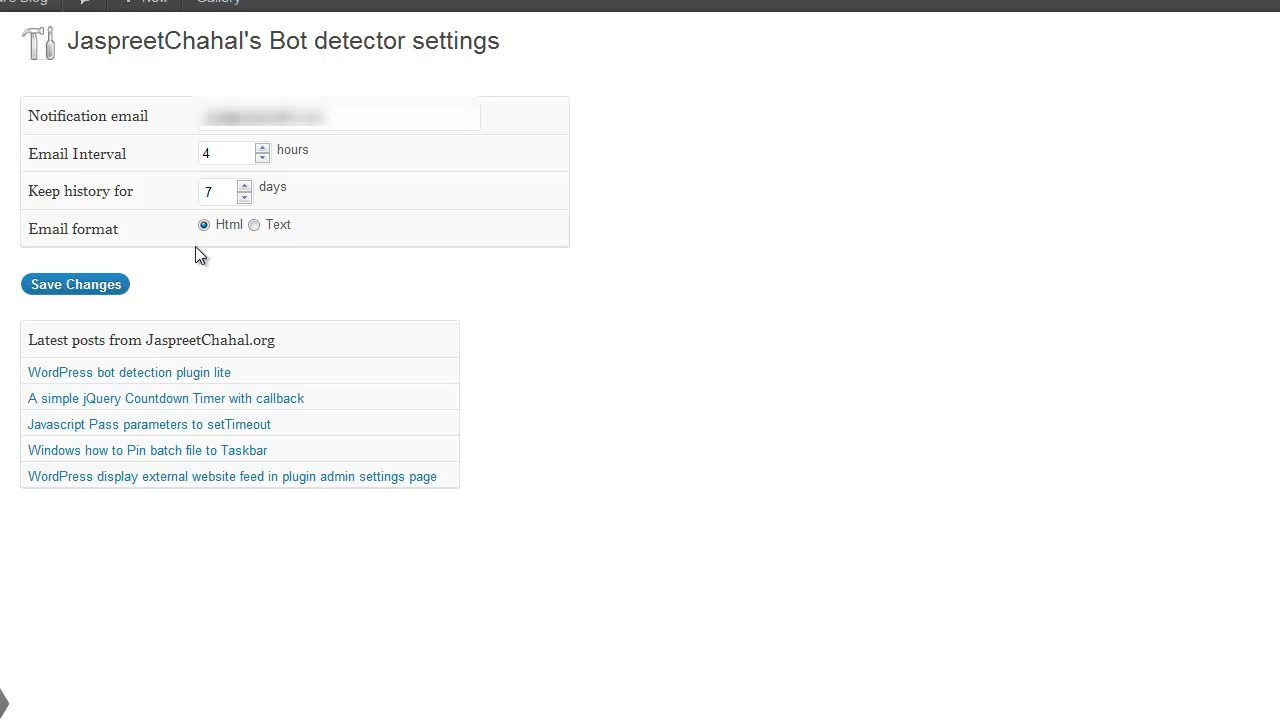 New Gallery
JaspreetChahal's Bot detector settings
Notification email
Email Interval 4 hours
Keep history for 7 days
Email format Html Text
Save Changes
Latest posts from JaspreetChahal.org
WordPress bot detection plugin lite
A simple jQuery Countdown Timer with callback
Javascript Pass parameters to setTimeout
Windows how to Pin batch file to Taskbar
WordPress display external website feed in plugin admin settings page